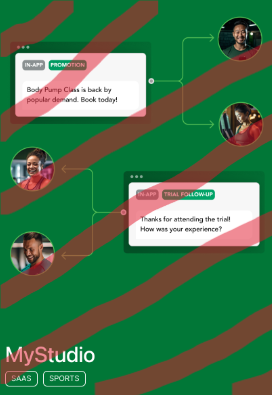 IN-APP PROMOTION
Body Pump Class is back by
popular demand. Book today!
IN-APP TRIAL FOLLOW-UP
Thanks for attending the trial!
How was your experience?
MyStudio
SAAS SPORTS